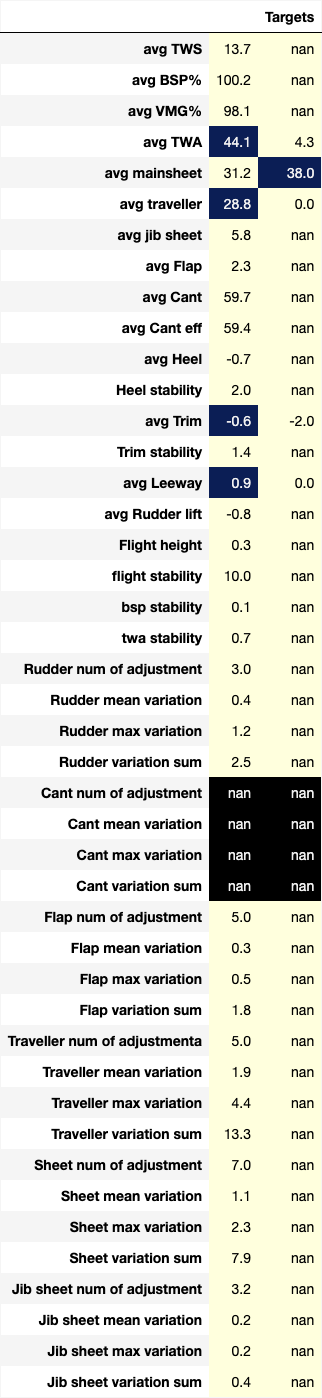 Targets
avg TWS 13.7 nan
avg BSP% 100.2 nan
avg VMG% 98.1 nan
avg TWA 44.1 4.3
avg mainsheet 31.2 38.0
avg traveller 28.8 0.0
avg jib sheet 5.8 nan
avg Flap 2.3 nan
avg Cant 59.7 nan
avg Cant eff 59.4 nan
avg Heel -0.7 nan
Heel stability 2.0 nan
avg Trim -0.6 -2.0
Trim stability 1.4 nan
avg Leeway 0.9 0.0
avg Rudder lift -0.8 nan
Flight height 0.3 nan
flight stability 10.0 nan
bsp stability 0.1 nan
twa stability 0.7 nan
Rudder num of adjustment 3.0 nan
Rudder mean variation 0.4 nan
Rudder max variation 1.2 nan
Rudder variation sum 2.5 nan
Cant num of adjustment nan nan
Cant mean variation nan nan
Cant max variation nan nan
Cant variation sum nan nan
Flap num of adjustment 5.0 nan
Flap mean variation 0.3 nan
Flap max variation 0.5 nan
Flap variation sum 1.8 nan
Traveller num of adjustmenta 5.0 nan
Traveller mean variation 1.9 nan
Traveller max variation 4.4 nan
Traveller variation sum 13.3 nan
Sheet num of adjustment 7.0 nan
Sheet mean variation 1.1 nan
Sheet max variation 2.3 nan
Sheet variation sum 7.9 nan
Jib sheet num of adjustment 3.2 nan
Jib sheet mean variation 0.2 nan
Jib sheet max variation 0.2 nan
Jib sheet variation sum 0.4 nan